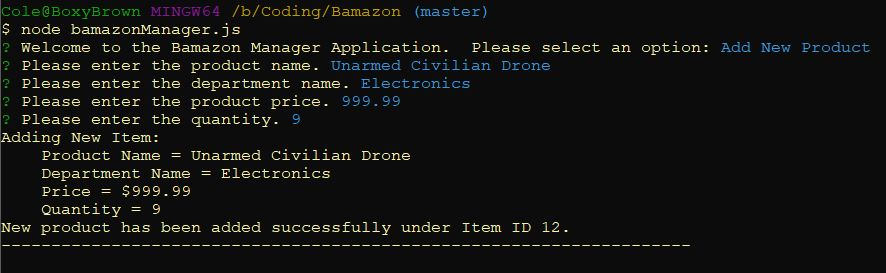 Cole@BoxyBrown MINGW64 /b/Coding/Bamazon (master)
$ node bamazonManager.js
? Welcome to the Bamazon Manager Application.  Please select an option: Add New Product
? Please enter the product name. Unarmed Civilian Drone
? Please enter the department name. Electronics
? Please enter the product price. 999.99
? Please enter the quantity. 9
Adding New Item:
    Product Name = Unarmed Civilian Drone
    Department Name = Electronics
    Price = $999.99
    Quantity = 9
New product has been added successfully under Item ID 12.
---------------------------------------------------------------------